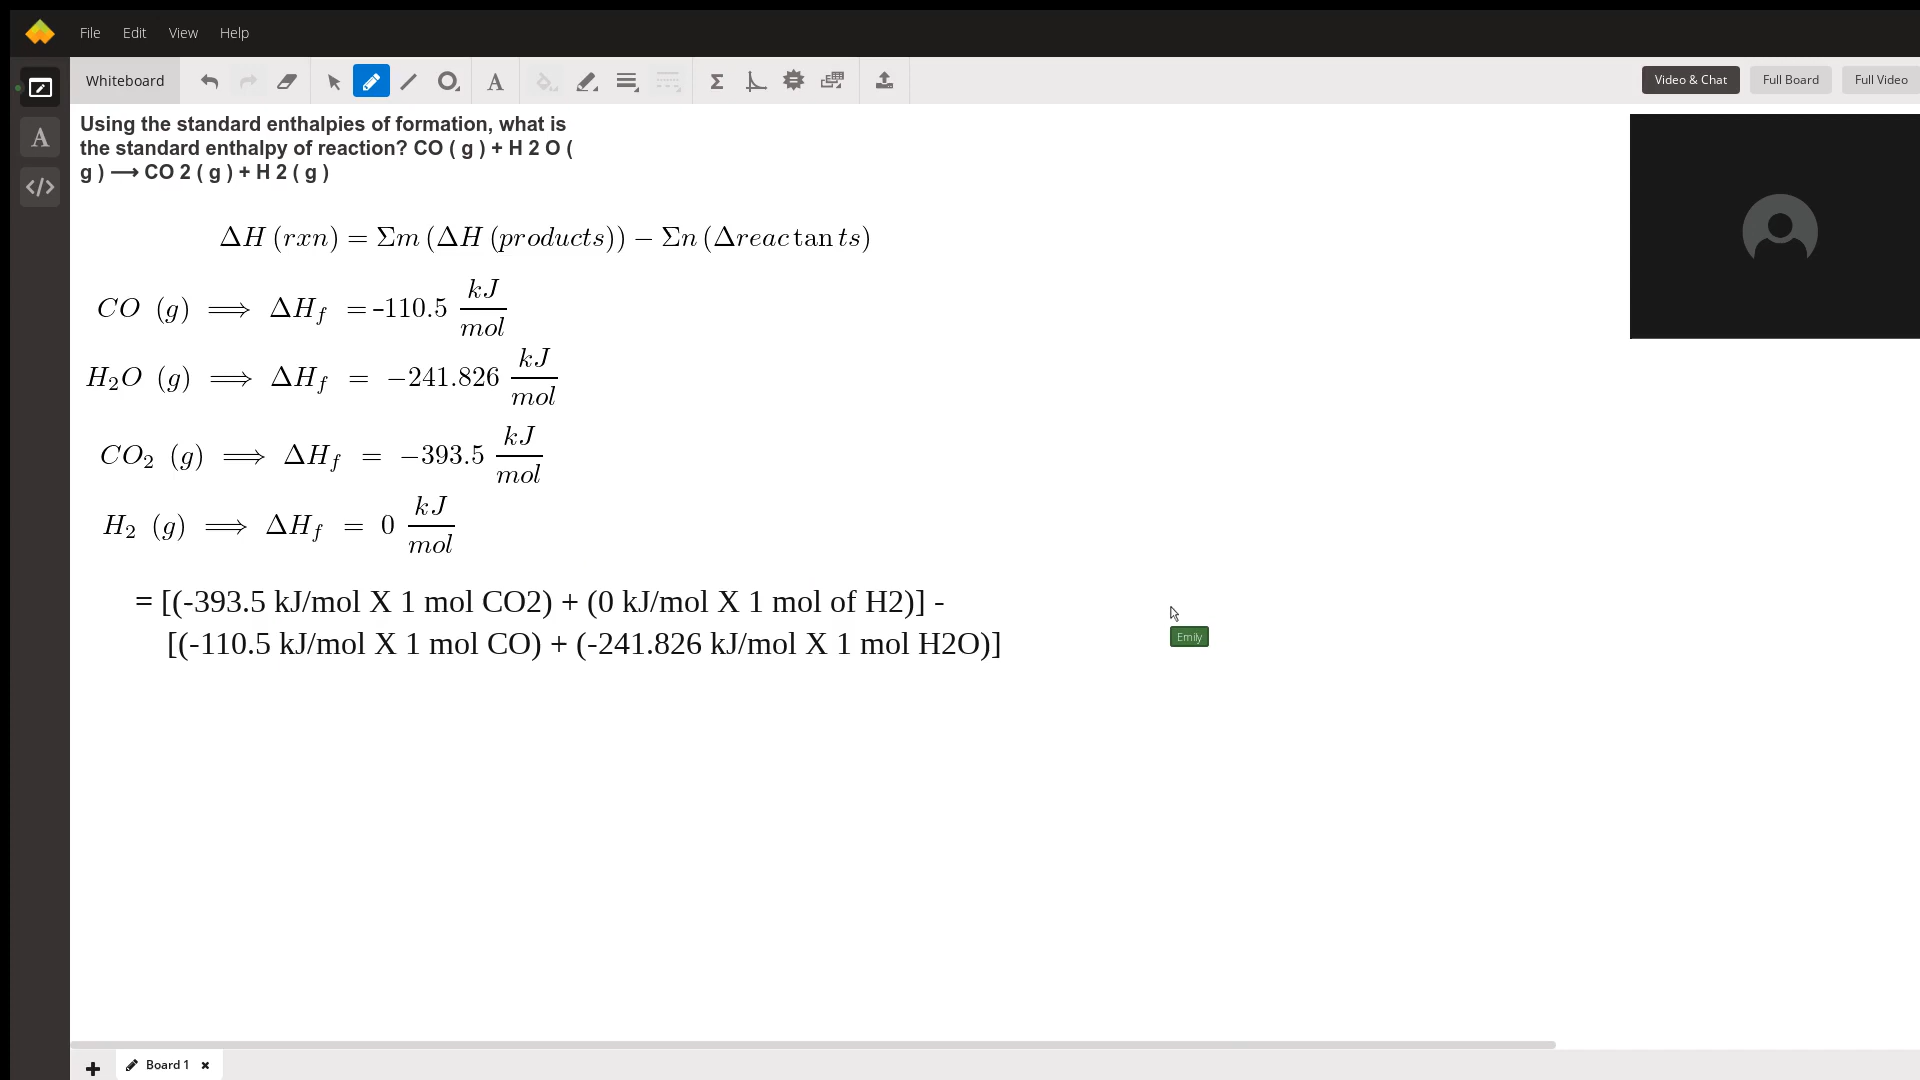 File Edit View Help
Whiteboard
Video & Chat Full Board Full Video
Using the standard enthalpies of formation, what is
the standard enthalpy of reaction? CO ( g ) + H 2 O (
g ) ⟶ CO 2 ( g ) + H 2 ( g )
ΔH (rxn) = Σm (ΔH (products)) − Σn (Δreactants)
CO (g) ⟹ ΔH_f = -110.5 kJ/mol
H₂O (g) ⟹ ΔH_f = −241.826 kJ/mol
CO₂ (g) ⟹ ΔH_f = −393.5 kJ/mol
H₂ (g) ⟹ ΔH_f = 0 kJ/mol
= [(-393.5 kJ/mol X 1 mol CO2) + (0 kJ/mol X 1 mol of H2)] -
[(-110.5 kJ/mol X 1 mol CO) + (-241.826 kJ/mol X 1 mol H2O)]
Emily
Board 1